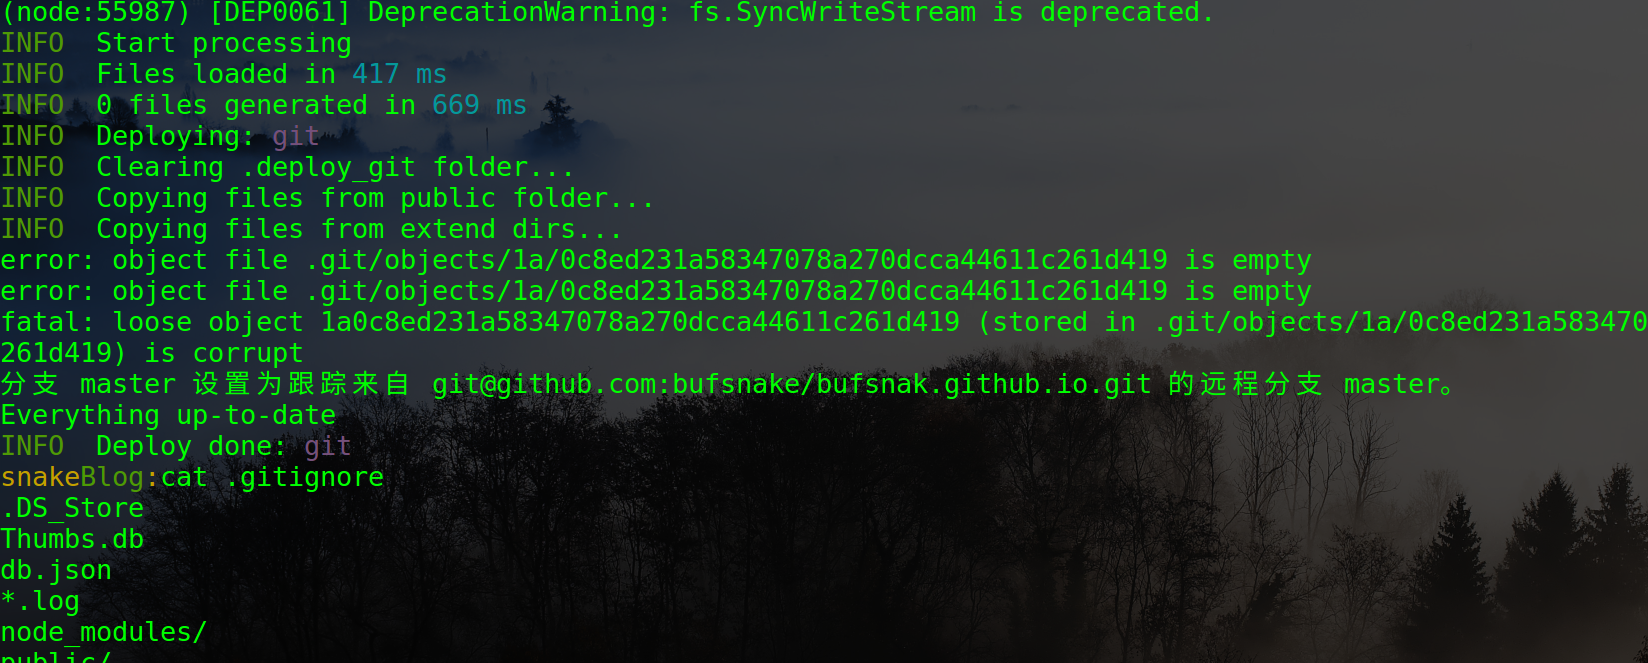 (node:55987) [DEP0061] DeprecationWarning: fs.SyncWriteStream is deprecated.
INFO  Start processing
INFO  Files loaded in 417 ms
INFO  0 files generated in 669 ms
INFO  Deploying: git
INFO  Clearing .deploy_git folder...
INFO  Copying files from public folder...
INFO  Copying files from extend dirs...
error: object file .git/objects/1a/0c8ed231a58347078a270dcca44611c261d419 is empty
error: object file .git/objects/1a/0c8ed231a58347078a270dcca44611c261d419 is empty
fatal: loose object 1a0c8ed231a58347078a270dcca44611c261d419 (stored in .git/objects/1a/0c8ed231a583470
261d419) is corrupt
分支 master 设置为跟踪来自 git@github.com:bufsnake/bufsnak.github.io.git 的远程分支 master。
Everything up-to-date
INFO  Deploy done: git
snakeBlog:cat .gitignore
.DS_Store
Thumbs.db
db.json
*.log
node_modules/
public/